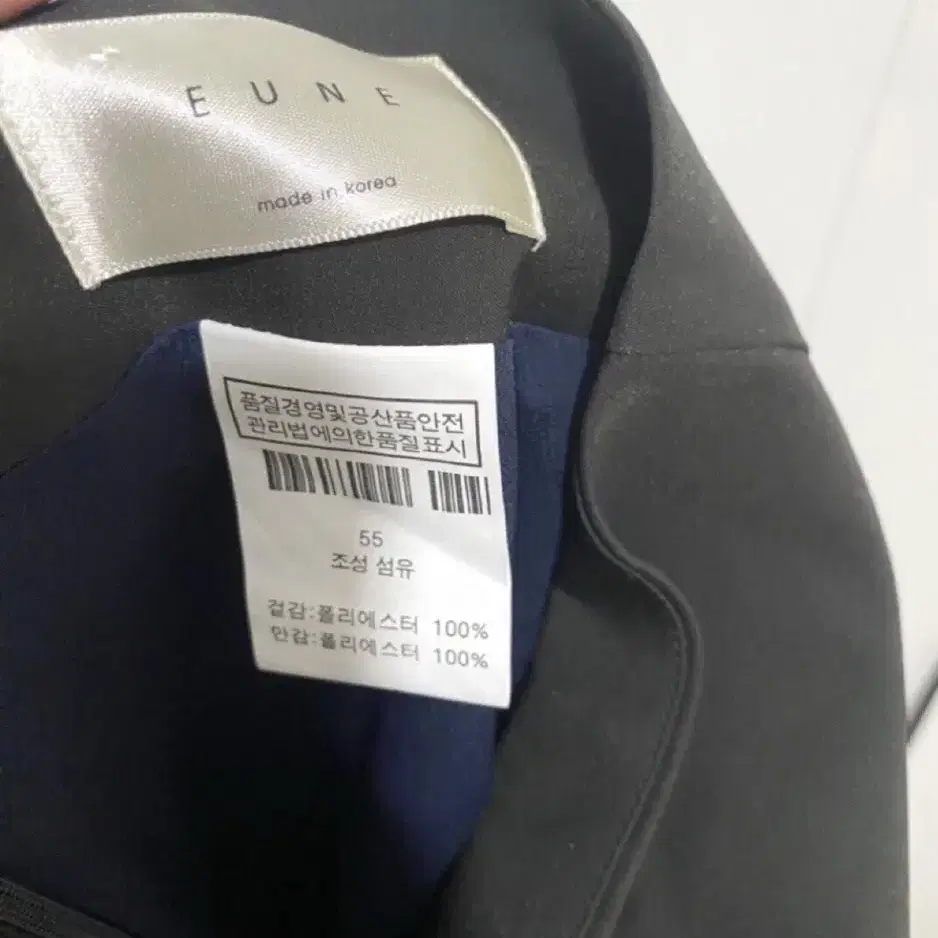 EUNE
made in korea
품질경영및공산품안전
관리법에의한품질표시
55
조성 섬유
겉감:폴리에스터 100%
안감:폴리에스터 100%